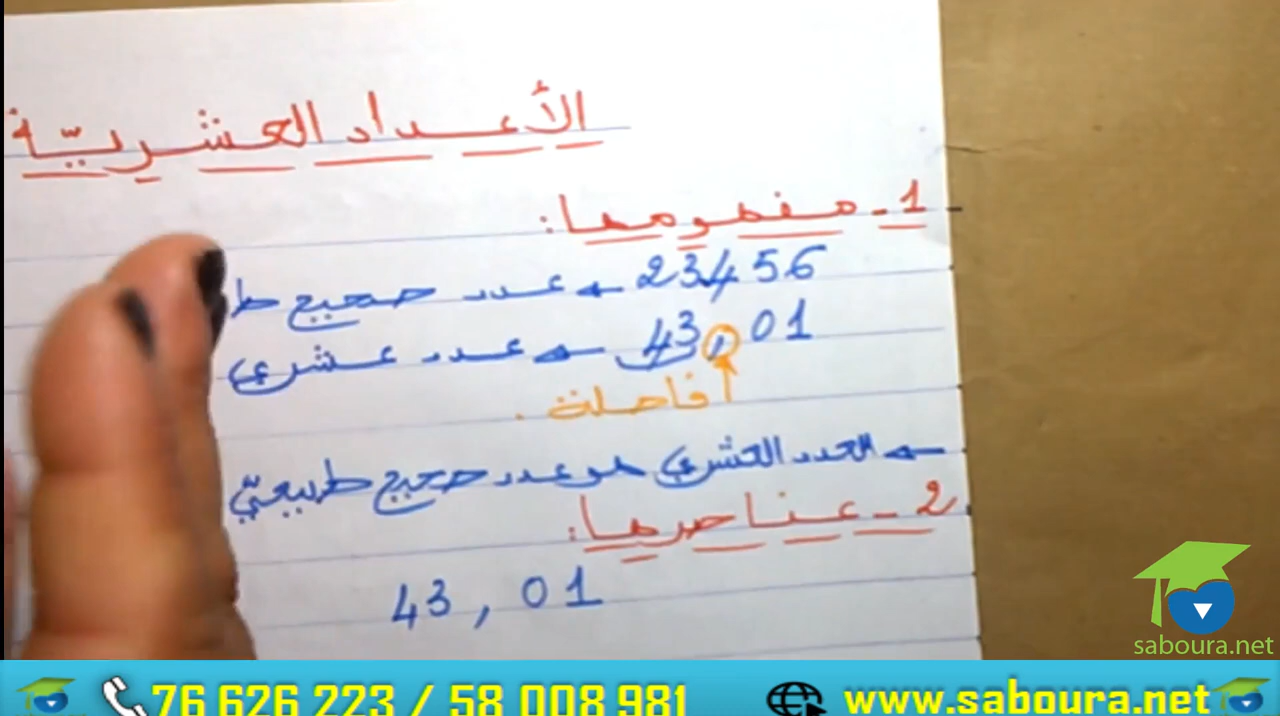 الأعداد العشريّة
1 - مفهومها:
23456 ← عدد صحيح ط
43,01 ← عدد عشري
فاصلة.
← العدد العشري هو عدد صحيح طبيعيّ
2 - عناصرها:
43 , 01
saboura.net
76 626 223 / 58 008 981 www.saboura.net